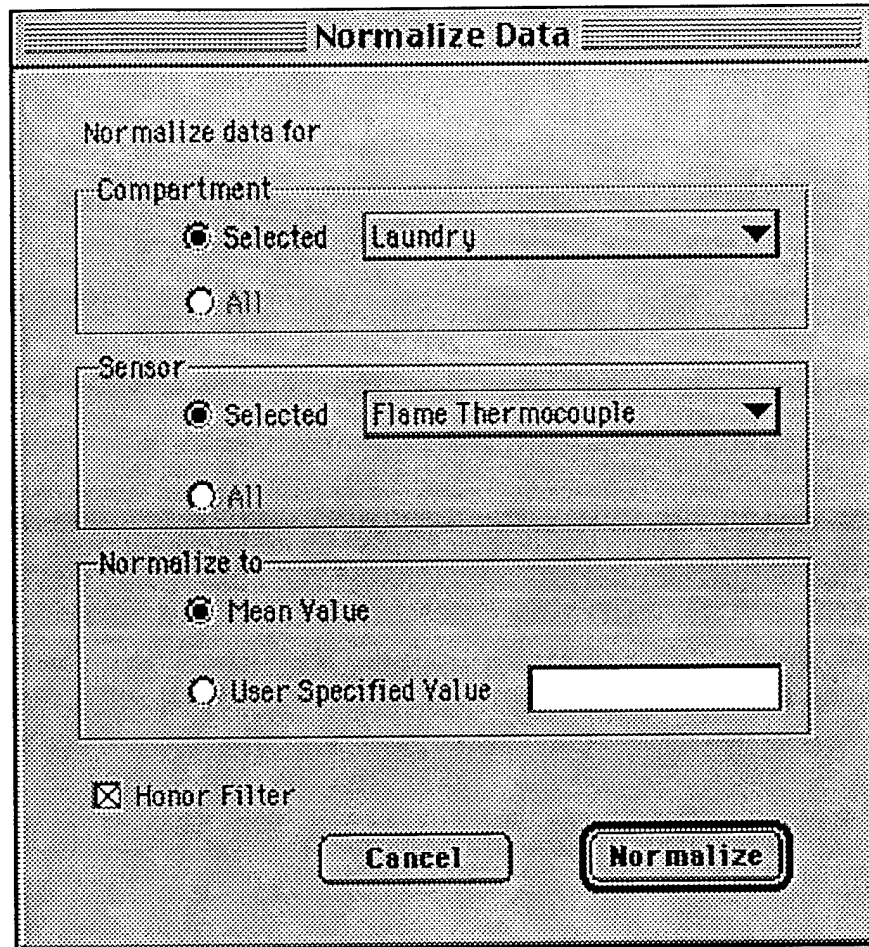 Normalize Data
Normalize data for
Compartment
Selected Laundry
All
Sensor
Selected Flame Thermocouple
All
Normalize to
Mean Value
User Specified Value
Honor Filter
Cancel Normalize